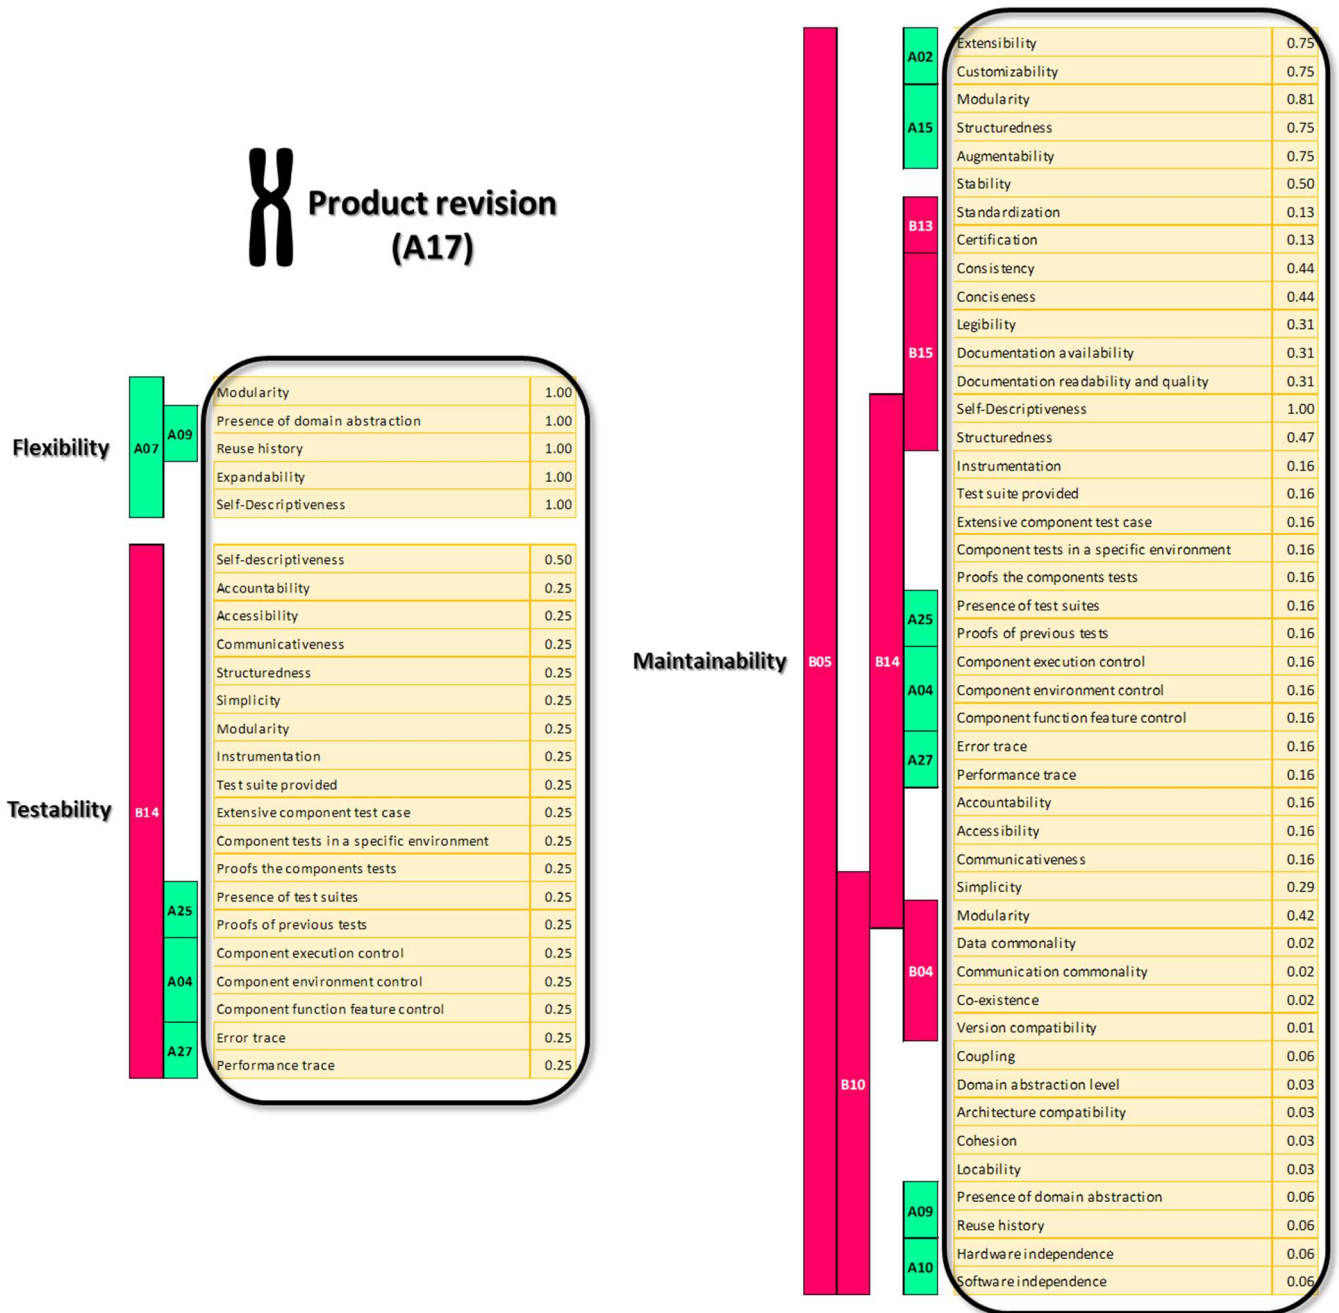 Product revision
(A17)
Flexibility
A07
A09
Modularity 1.00
Presence of domain abstraction 1.00
Reuse history 1.00
Expandability 1.00
Self-Descriptiveness 1.00
Testability
B14
A25
A04
A27
Self-descriptiveness 0.50
Accountability 0.25
Accessibility 0.25
Communicativeness 0.25
Structuredness 0.25
Simplicity 0.25
Modularity 0.25
Instrumentation 0.25
Test suite provided 0.25
Extensive component test case 0.25
Component tests in a specific environment 0.25
Proofs the components tests 0.25
Presence of test suites 0.25
Proofs of previous tests 0.25
Component execution control 0.25
Component environment control 0.25
Component function feature control 0.25
Error trace 0.25
Performance trace 0.25
Maintainability
B05
B10
B14
A02
A15
B13
B15
A25
A04
A27
B04
A09
A10
Extensibility 0.75
Customizability 0.75
Modularity 0.81
Structuredness 0.75
Augmentability 0.75
Stability 0.50
Standardization 0.13
Certification 0.13
Consistency 0.44
Conciseness 0.44
Legibility 0.31
Documentation availability 0.31
Documentation readability and quality 0.31
Self-Descriptiveness 1.00
Structuredness 0.47
Instrumentation 0.16
Test suite provided 0.16
Extensive component test case 0.16
Component tests in a specific environment 0.16
Proofs the components tests 0.16
Presence of test suites 0.16
Proofs of previous tests 0.16
Component execution control 0.16
Component environment control 0.16
Component function feature control 0.16
Error trace 0.16
Performance trace 0.16
Accountability 0.16
Accessibility 0.16
Communicativeness 0.16
Simplicity 0.29
Modularity 0.42
Data commonality 0.02
Communication commonality 0.02
Co-existence 0.02
Version compatibility 0.01
Coupling 0.06
Domain abstraction level 0.03
Architecture compatibility 0.03
Cohesion 0.03
Locability 0.03
Presence of domain abstraction 0.06
Reuse history 0.06
Hardware independence 0.06
Software independence 0.06